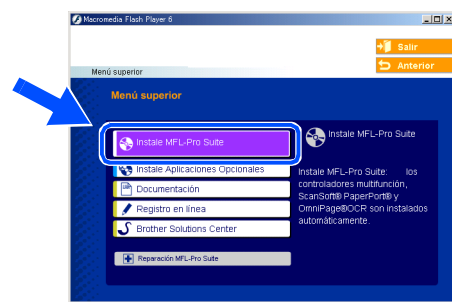 Macromedia Flash Player 6
Salir
Anterior
Menú superior
Menú superior
Instale MFL-Pro Suite
Instale Aplicaciones Opcionales
Documentación
Registro en línea
Brother Solutions Center
Reparación MFL-Pro Suite
Instale MFL-Pro Suite
Instale MFL-Pro Suite: los
controladores multifunción,
ScanSoft® PaperPort® y
OmniPage®OCR son instalados
automáticamente.